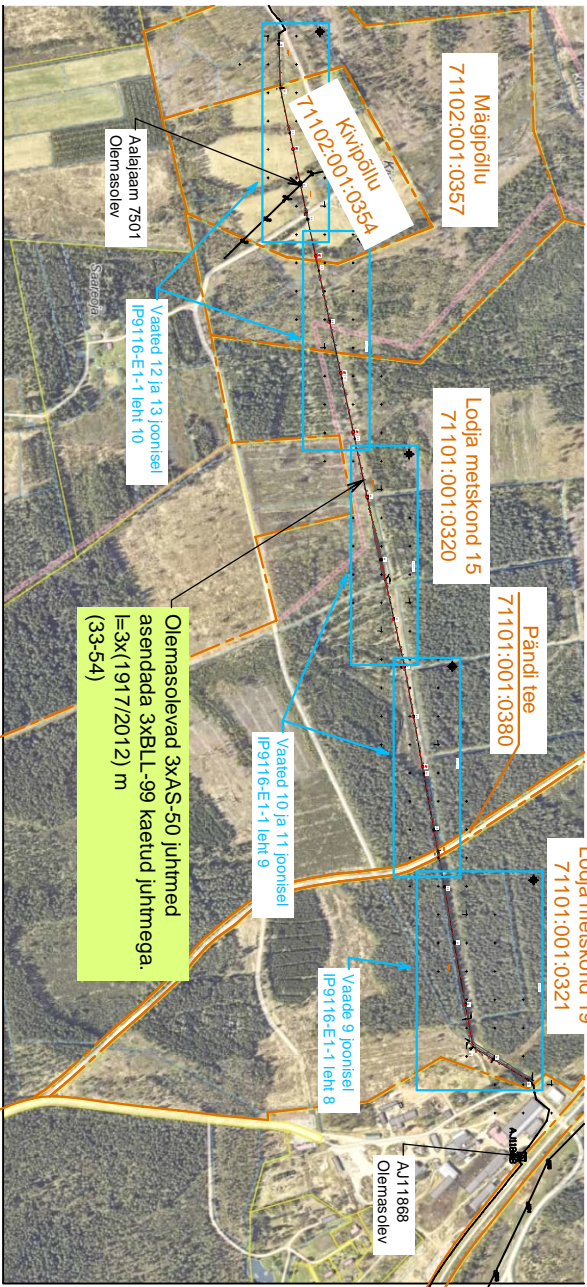 Mägipõllu
71102:001:0357
Kivipõllu
71102:001:0354
Aalajaam 7501
Olemasolev
Saareoja
Vaated 12 ja 13 joonisel
IP9116-E1-1 leht 10
Lodja metskond 15
71101:001:0320
Pändi tee
71101:001:0380
Olemasolevad 3xAS-50 juhtmed
asendada 3xBLL-99 kaetud juhtmega.
l=3x(1917/2012) m
(33-54)
Vaated 10 ja 11 joonisel
IP9116-E1-1 leht 9
Lodja metskond 19
71101:001:0321
Vaade 9 joonisel
IP9116-E1-1 leht 8
AJ11868
AJ11868
Olemasolev